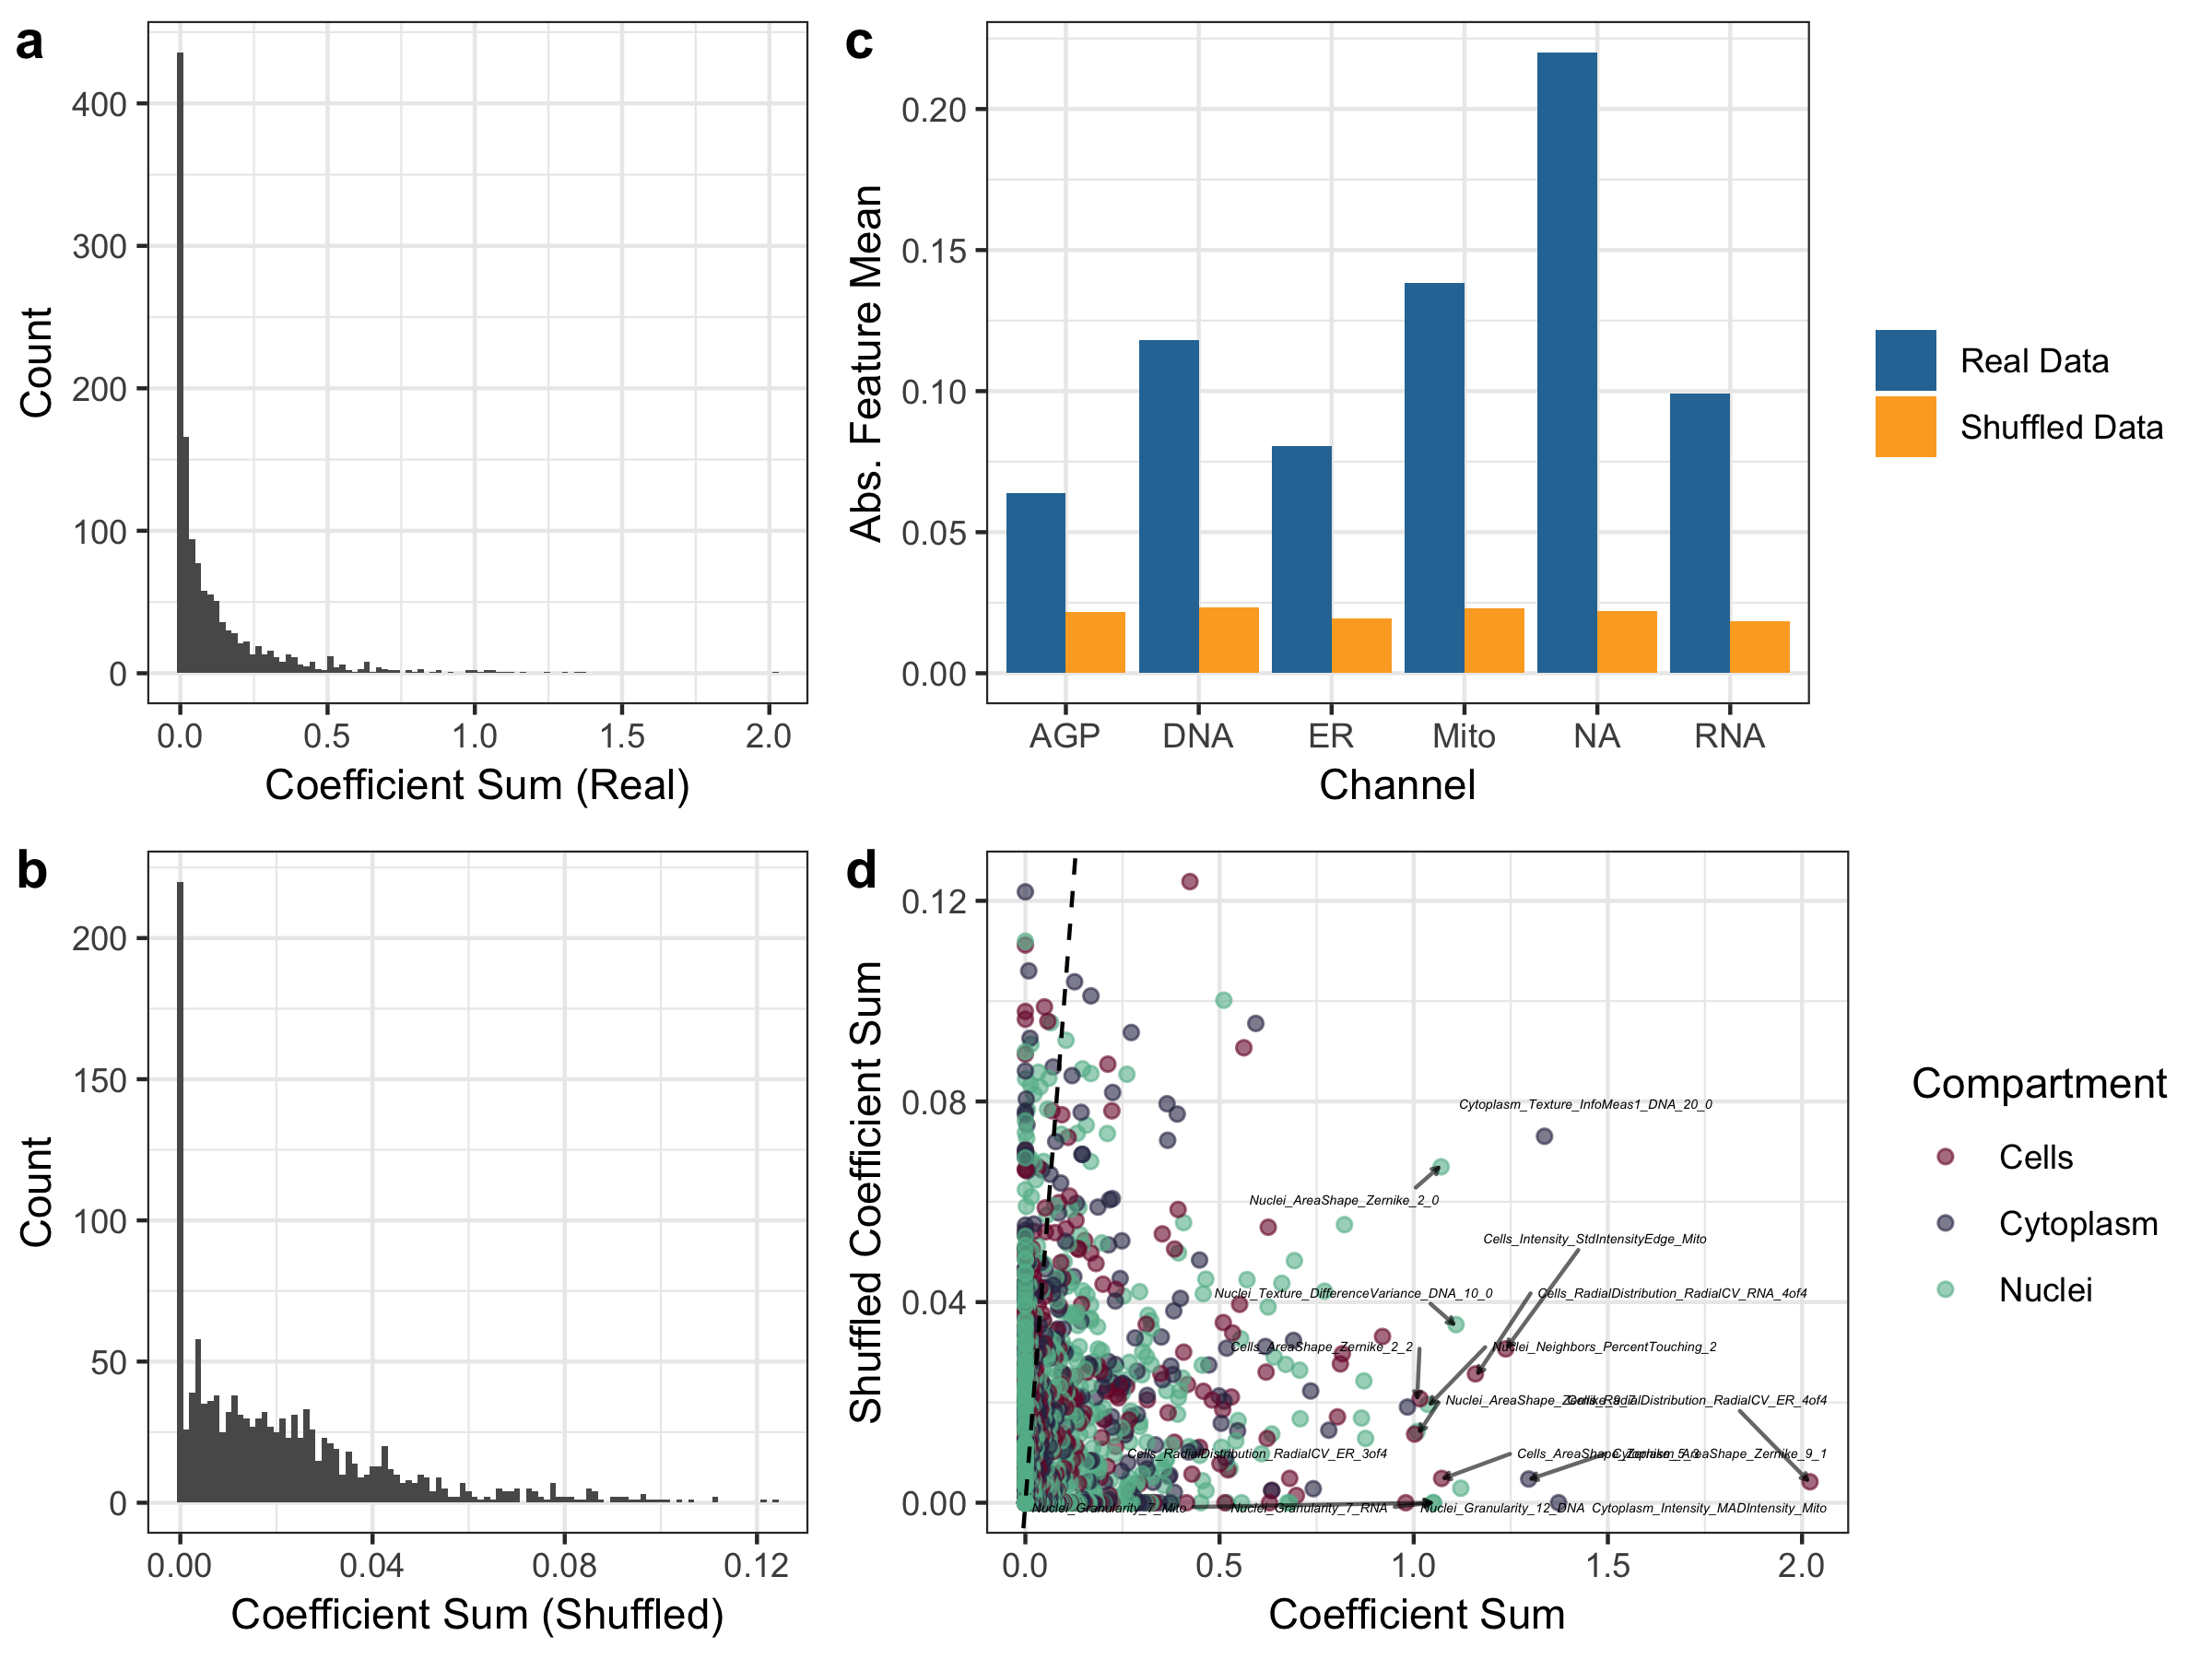 a
Count
400
300
200
100
0
0.0 0.5 1.0 1.5 2.0
Coefficient Sum (Real)
c
Abs. Feature Mean
0.20
0.15
0.10
0.05
0.00
AGP DNA ER Mito NA RNA
Channel
Real Data
Shuffled Data
b
Count
200
150
100
50
0
0.00 0.04 0.08 0.12
Coefficient Sum (Shuffled)
d
Shuffled Coefficient Sum
0.12
0.08
0.04
0.00
Cytoplasm_Texture_InfoMeas1_DNA_20_0
Nuclei_AreaShape_Zernike_2_0
Cells_Intensity_StdIntensityEdge_Mito
Nuclei_Texture_DifferenceVariance_DNA_10_0
Cells_RadialDistribution_RadialCV_RNA_4of4
Cells_AreaShape_Zernike_2_2
Nuclei_Neighbors_PercentTouching_2
Nuclei_AreaShape_Zernike_9_7
Cells_RadialDistribution_RadialCV_ER_4of4
Cells_RadialDistribution_RadialCV_ER_3of4
Cells_AreaShape_Zernike_5_3
Cytoplasm_AreaShape_Zernike_9_1
Nuclei_Granularity_7_Mito
Nuclei_Granularity_7_RNA
Nuclei_Granularity_12_DNA
Cytoplasm_Intensity_MADIntensity_Mito
0.0 0.5 1.0 1.5 2.0
Coefficient Sum
Compartment
Cells
Cytoplasm
Nuclei